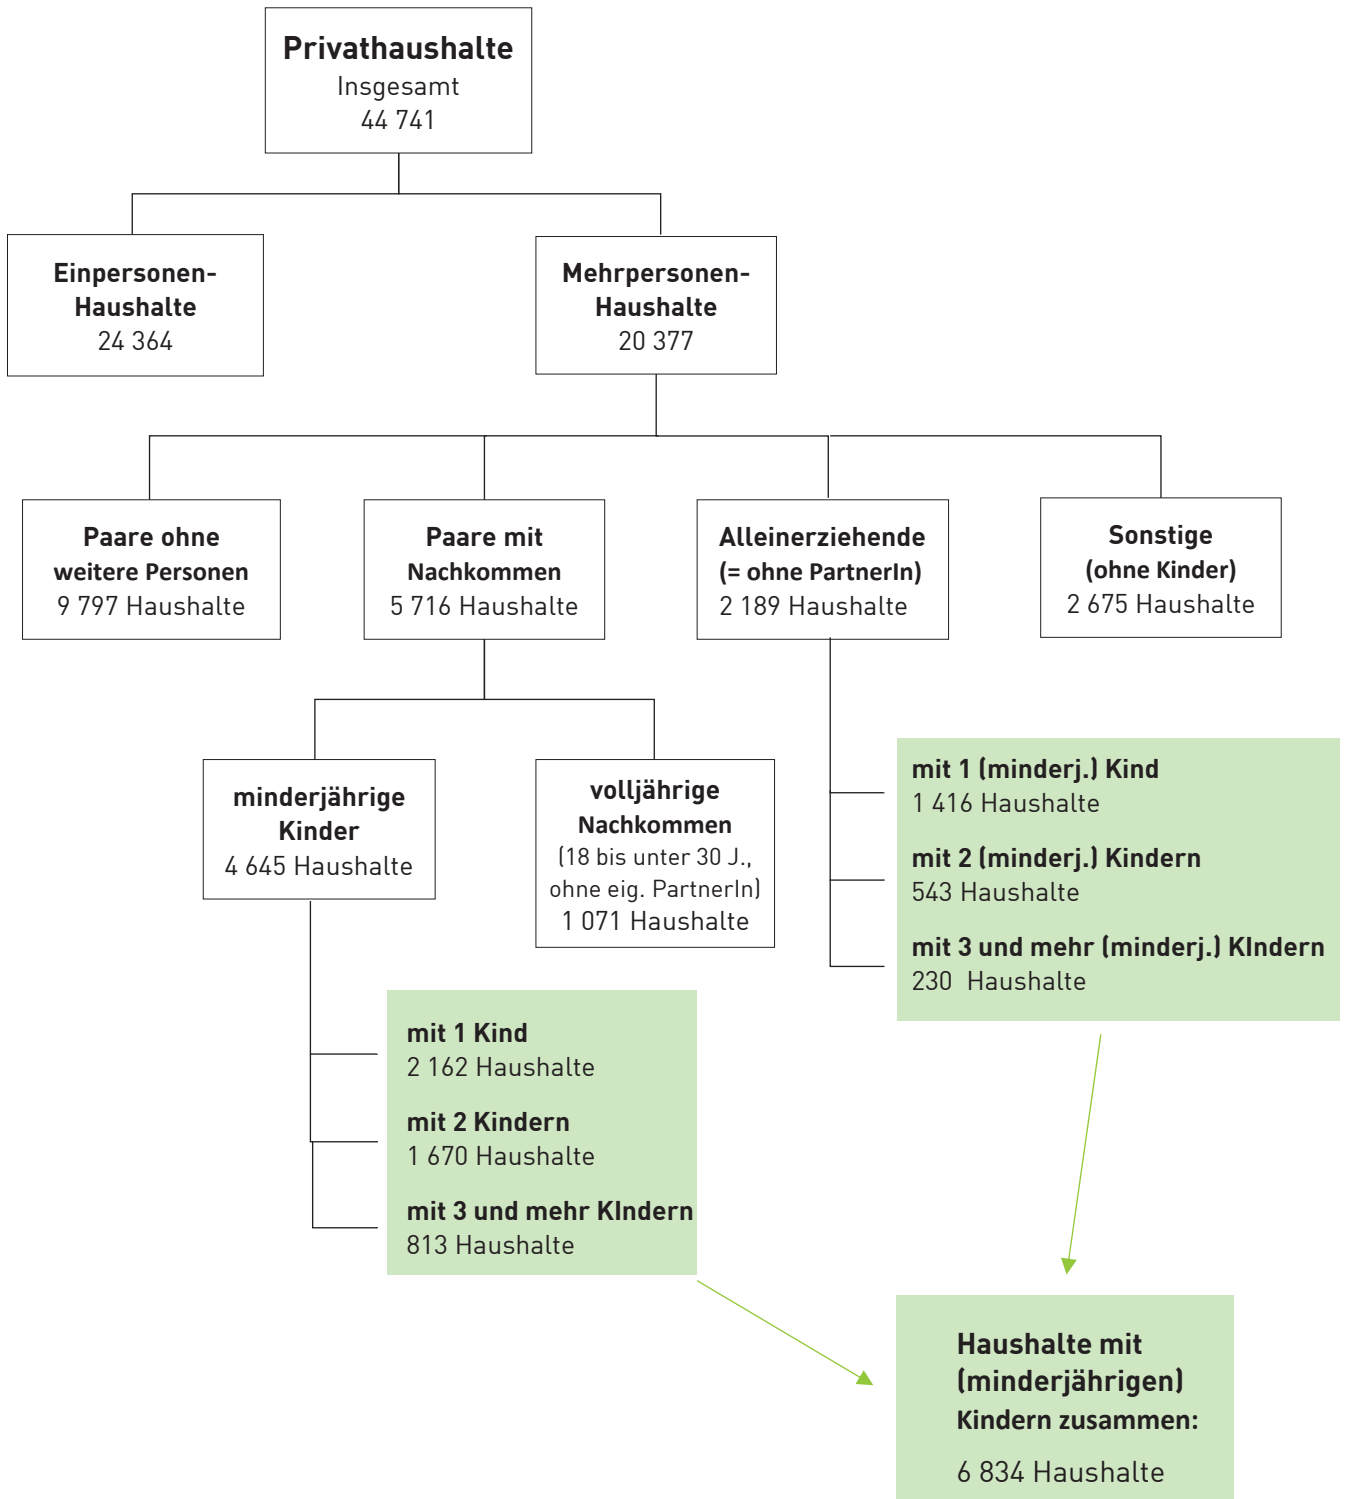 Privathaushalte
Insgesamt
44 741
Einpersonen-
Haushalte
24 364
Mehrpersonen-
Haushalte
20 377
Paare ohne
weitere Personen
9 797 Haushalte
Paare mit
Nachkommen
5 716 Haushalte
Alleinerziehende
(= ohne PartnerIn)
2 189 Haushalte
Sonstige
(ohne Kinder)
2 675 Haushalte
minderjährige
Kinder
4 645 Haushalte
volljährige
Nachkommen
(18 bis unter 30 J.,
ohne eig. PartnerIn)
1 071 Haushalte
mit 1 (minderj.) Kind
1 416 Haushalte
mit 2 (minderj.) Kindern
543 Haushalte
mit 3 und mehr (minderj.) KIndern
230 Haushalte
mit 1 Kind
2 162 Haushalte
mit 2 Kindern
1 670 Haushalte
mit 3 und mehr KIndern
813 Haushalte
Haushalte mit
(minderjährigen)
Kindern zusammen:
6 834 Haushalte